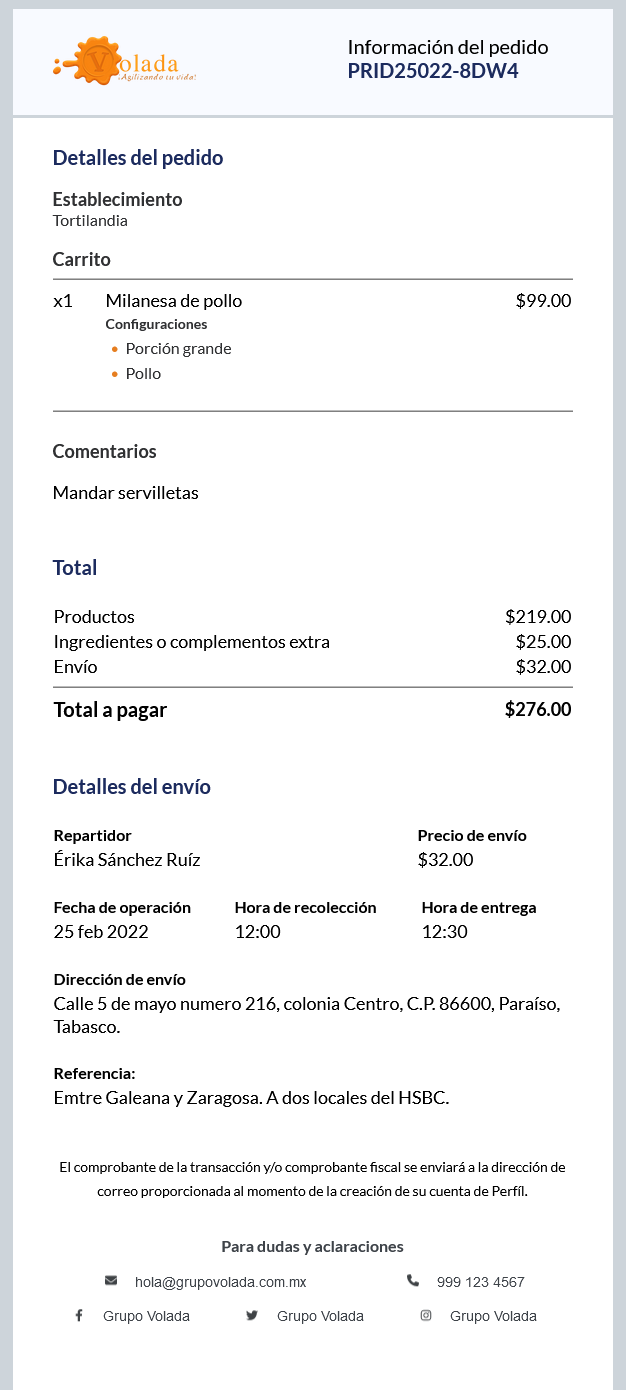 Volada
¡Agilizando tu vida!
Información del pedido
PRID25022-8DW4
Detalles del pedido
Establecimiento
Tortilandia
Carrito
x1 Milanesa de pollo $99.00
Configuraciones
• Porción grande
• Pollo
Comentarios
Mandar servilletas
Total
Productos $219.00
Ingredientes o complementos extra $25.00
Envío $32.00
Total a pagar $276.00
Detalles del envío
Repartidor Precio de envío
Érika Sánchez Ruíz $32.00
Fecha de operación Hora de recolección Hora de entrega
25 feb 2022 12:00 12:30
Dirección de envío
Calle 5 de mayo numero 216, colonia Centro, C.P. 86600, Paraíso,
Tabasco.
Referencia:
Emtre Galeana y Zaragosa. A dos locales del HSBC.
El comprobante de la transacción y/o comprobante fiscal se enviará a la dirección de
correo proporcionada al momento de la creación de su cuenta de Perfíl.
Para dudas y aclaraciones
hola@grupovolada.com.mx 999 123 4567
Grupo Volada Grupo Volada Grupo Volada